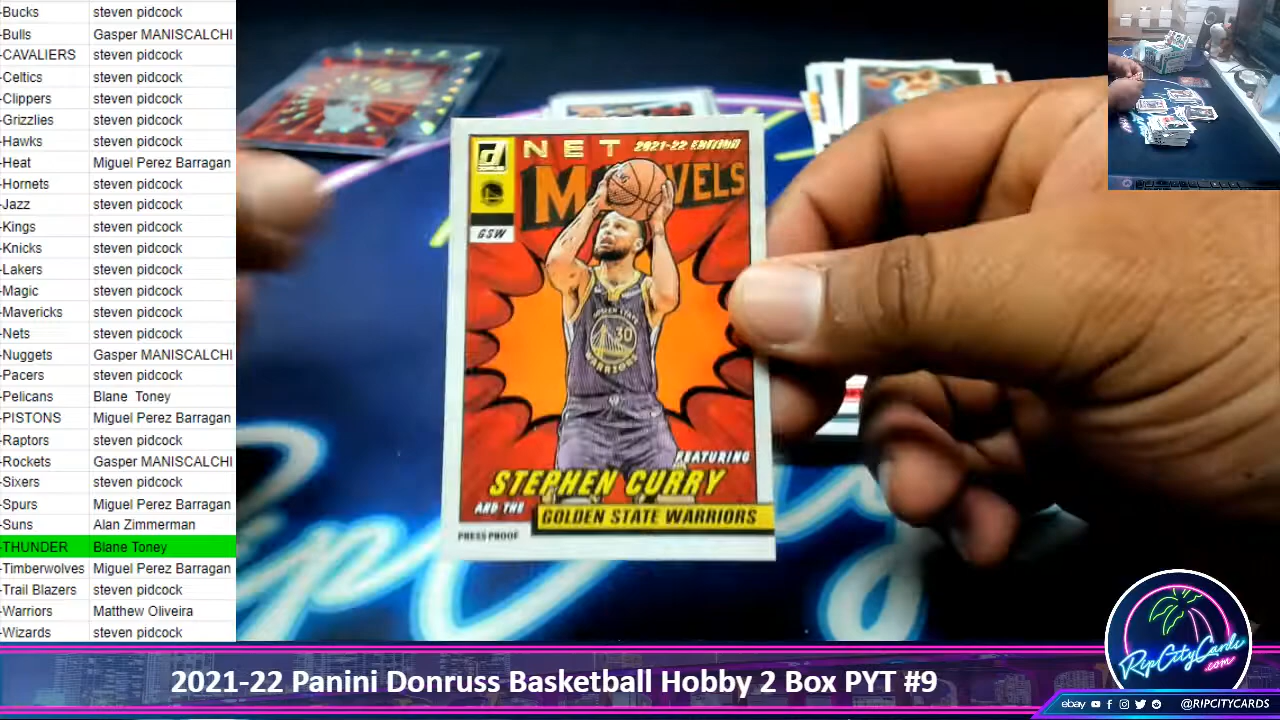 -Bucks steven pidcock
-Bulls Gasper MANISCALCHI
-CAVALIERS steven pidcock
-Celtics steven pidcock
-Clippers steven pidcock
-Grizzlies steven pidcock
-Hawks steven pidcock
-Heat Miguel Perez Barragan
-Hornets steven pidcock
-Jazz steven pidcock
-Kings steven pidcock
-Knicks steven pidcock
-Lakers steven pidcock
-Magic steven pidcock
-Mavericks steven pidcock
-Nets steven pidcock
-Nuggets Gasper MANISCALCHI
-Pacers steven pidcock
-Pelicans Blane Toney
-PISTONS Miguel Perez Barragan
-Raptors steven pidcock
-Rockets Gasper MANISCALCHI
-Sixers steven pidcock
-Spurs Miguel Perez Barragan
-Suns Alan Zimmerman
-THUNDER Blane Toney
-Timberwolves Miguel Perez Barragan
-Trail Blazers steven pidcock
-Warriors Matthew Oliveira
-Wizards steven pidcock
NET 2021-22 EDITION
GSW
GOLDEN STATE
30
WARRIORS
FEATURING
STEPHEN CURRY
AND THE
GOLDEN STATE WARRIORS
PRESS PROOF
RipCityCards
.com
2021-22 Panini Donruss Basketball Hobby 2 Box PYT #9
ebay @RIPCITYCARDS